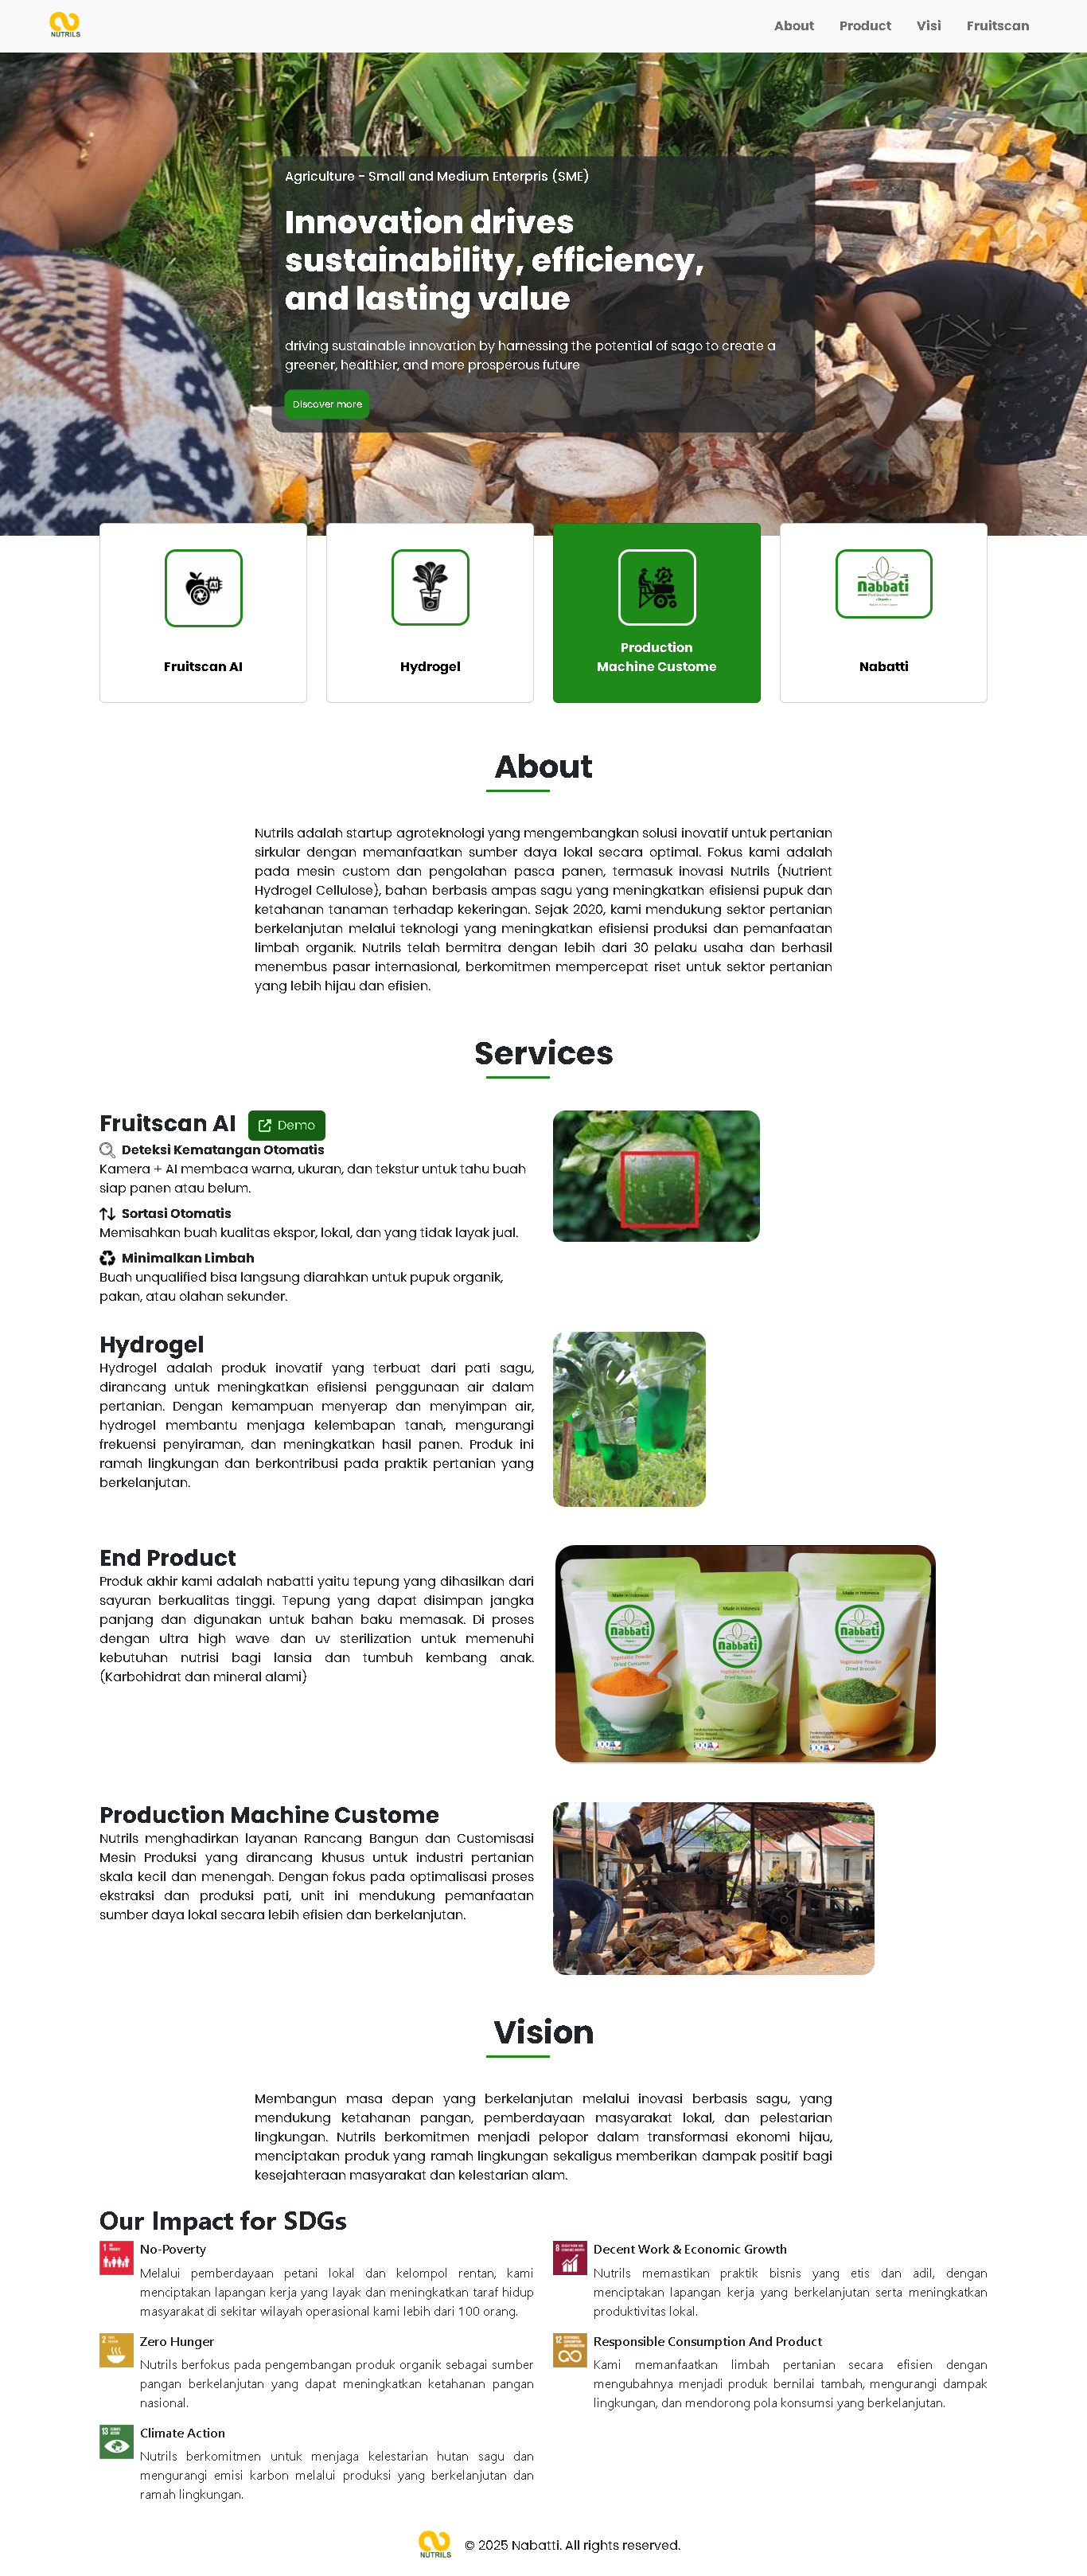 NUTRILS
About Product Visi Fruitscan
Agriculture - Small and Medium Enterpris (SME)
Innovation drives
sustainability, efficiency,
and lasting value
driving sustainable innovation by harnessing the potential of sago to create a
greener, healthier, and more prosperous future
Discover more
AI
Fruitscan AI
Hydrogel
Production
Machine Custome
nabbati
Nabatti
About
Nutrils adalah startup agroteknologi yang mengembangkan solusi inovatif untuk pertanian
sirkular dengan memanfaatkan sumber daya lokal secara optimal. Fokus kami adalah
pada mesin custom dan pengolahan pasca panen, termasuk inovasi Nutrils (Nutrient
Hydrogel Cellulose), bahan berbasis ampas sagu yang meningkatkan efisiensi pupuk dan
ketahanan tanaman terhadap kekeringan. Sejak 2020, kami mendukung sektor pertanian
berkelanjutan melalui teknologi yang meningkatkan efisiensi produksi dan pemanfaatan
limbah organik. Nutrils telah bermitra dengan lebih dari 30 pelaku usaha dan berhasil
menembus pasar internasional, berkomitmen mempercepat riset untuk sektor pertanian
yang lebih hijau dan efisien.
Services
Fruitscan AI Demo
Deteksi Kematangan Otomatis
Kamera + AI membaca warna, ukuran, dan tekstur untuk tahu buah
siap panen atau belum.
Sortasi Otomatis
Memisahkan buah kualitas ekspor, lokal, dan yang tidak layak jual.
Minimalkan Limbah
Buah unqualified bisa langsung diarahkan untuk pupuk organik,
pakan, atau olahan sekunder.
Hydrogel
Hydrogel adalah produk inovatif yang terbuat dari pati sagu,
dirancang untuk meningkatkan efisiensi penggunaan air dalam
pertanian. Dengan kemampuan menyerap dan menyimpan air,
hydrogel membantu menjaga kelembapan tanah, mengurangi
frekuensi penyiraman, dan meningkatkan hasil panen. Produk ini
ramah lingkungan dan berkontribusi pada praktik pertanian yang
berkelanjutan.
End Product
Produk akhir kami adalah nabatti yaitu tepung yang dihasilkan dari
sayuran berkualitas tinggi. Tepung yang dapat disimpan jangka
panjang dan digunakan untuk bahan baku memasak. Di proses
dengan ultra high wave dan uv sterilization untuk memenuhi
kebutuhan nutrisi bagi lansia dan tumbuh kembang anak.
(Karbohidrat dan mineral alami)
Made in Indonesia
nabbati
Vegetable Powder
Made in Indonesia
nabbati
Vegetable Powder
Made in Indonesia
nabbati
Vegetable Powder
Dried Broccoli
Production Machine Custome
Nutrils menghadirkan layanan Rancang Bangun dan Customisasi
Mesin Produksi yang dirancang khusus untuk industri pertanian
skala kecil dan menengah. Dengan fokus pada optimalisasi proses
ekstraksi dan produksi pati, unit ini mendukung pemanfaatan
sumber daya lokal secara lebih efisien dan berkelanjutan.
Vision
Membangun masa depan yang berkelanjutan melalui inovasi berbasis sagu, yang
mendukung ketahanan pangan, pemberdayaan masyarakat lokal, dan pelestarian
lingkungan. Nutrils berkomitmen menjadi pelopor dalam transformasi ekonomi hijau,
menciptakan produk yang ramah lingkungan sekaligus memberikan dampak positif bagi
kesejahteraan masyarakat dan kelestarian alam.
Our Impact for SDGs
1
No-Poverty
Melalui pemberdayaan petani lokal dan kelompol rentan, kami
menciptakan lapangan kerja yang layak dan meningkatkan taraf hidup
masyarakat di sekitar wilayah operasional kami lebih dari 100 orang.
8
Decent Work & Economic Growth
Nutrils memastikan praktik bisnis yang etis dan adil, dengan
menciptakan lapangan kerja yang berkelanjutan serta meningkatkan
produktivitas lokal.
2
Zero Hunger
Nutrils berfokus pada pengembangan produk organik sebagai sumber
pangan berkelanjutan yang dapat meningkatkan ketahanan pangan
nasional.
12
Responsible Consumption And Product
Kami memanfaatkan limbah pertanian secara efisien dengan
mengubahnya menjadi produk bernilai tambah, mengurangi dampak
lingkungan, dan mendorong pola konsumsi yang berkelanjutan.
13
Climate Action
Nutrils berkomitmen untuk menjaga kelestarian hutan sagu dan
mengurangi emisi karbon melalui produksi yang berkelanjutan dan
ramah lingkungan.
NUTRILS
© 2025 Nabatti. All rights reserved.